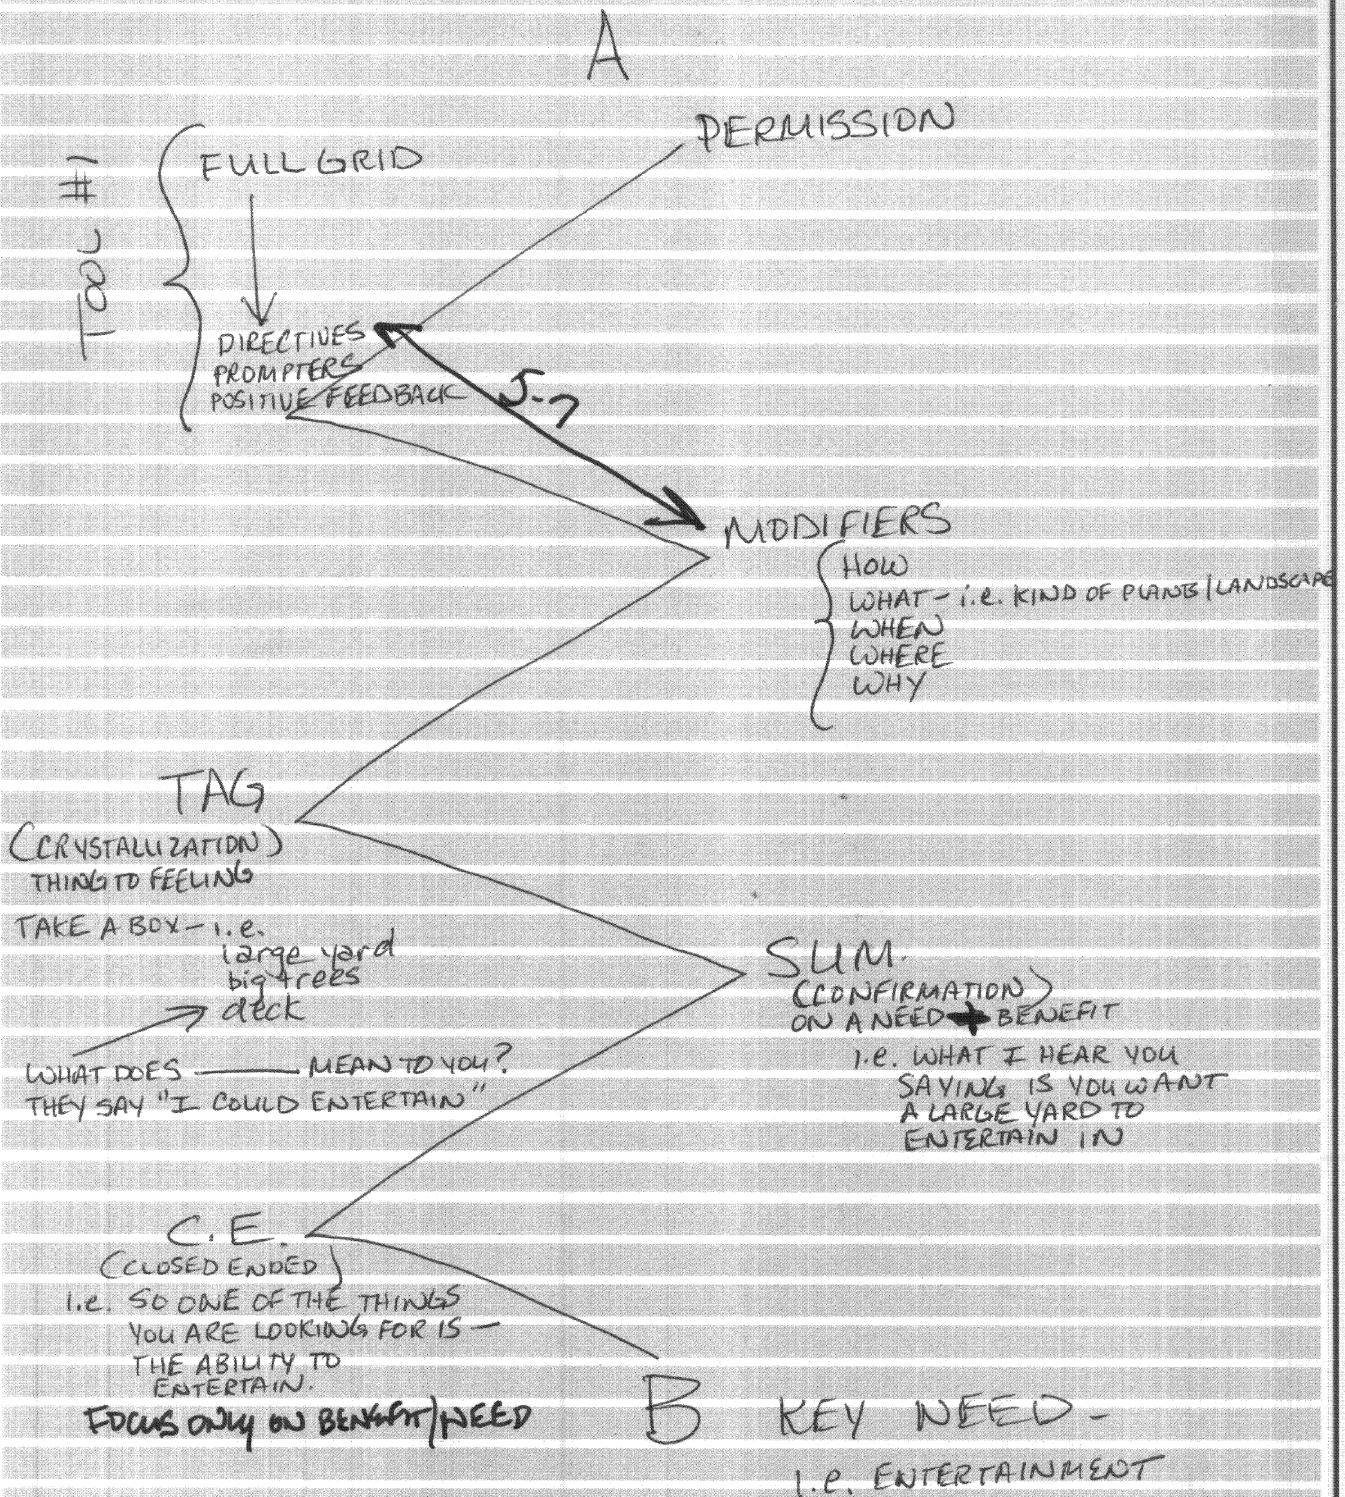 A
PERMISSION
TOOL #1
FULL GRID
DIRECTIVES
PROMPTERS
POSITIVE FEEDBACK
5-7
MODIFIERS
HOW
WHAT - i.e. KIND OF PLANTS/LANDSCAPE
WHEN
WHERE
WHY
TAG
(CRYSTALLIZATION)
THING TO FEELING
TAKE A BOX - i.e.
large yard
big trees
deck
WHAT DOES ——— MEAN TO YOU?
THEY SAY "I COULD ENTERTAIN"
SUM.
(CONFIRMATION)
ON A NEED + BENEFIT
i.e. WHAT I HEAR YOU
SAYING IS YOU WANT
A LARGE YARD TO
ENTERTAIN IN
C.E.
(CLOSED ENDED)
i.e. SO ONE OF THE THINGS
YOU ARE LOOKING FOR IS —
THE ABILITY TO
ENTERTAIN.
FOCUS ONLY ON BENEFIT/NEED
B KEY NEED -
i.e. ENTERTAINMENT